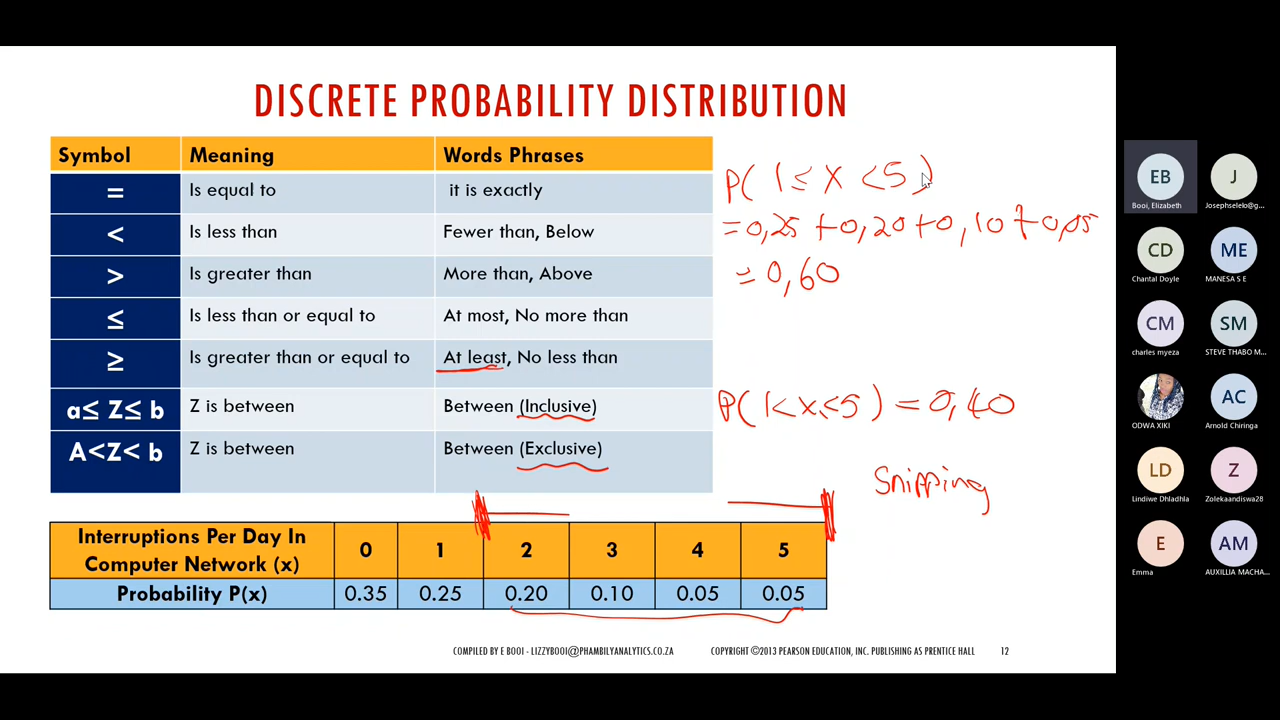 DISCRETE PROBABILITY DISTRIBUTION
Symbol Meaning Words Phrases
= Is equal to it is exactly
< Is less than Fewer than, Below
> Is greater than More than, Above
≤ Is less than or equal to At most, No more than
≥ Is greater than or equal to At least, No less than
a≤ Z≤ b Z is between Between (Inclusive)
A<Z< b Z is between Between (Exclusive)
P( 1 ≤ X < 5 )
= 0,25 + 0,20 + 0,10 + 0,05
= 0,60
P( 1 < X < 5 ) = 0,40
Snipping
Interruptions Per Day In
Computer Network (x) 0 1 2 3 4 5
Probability P(x) 0.35 0.25 0.20 0.10 0.05 0.05
COMPILED BY E BOOI - LIZZYBOOI@PHAMBILYANALYTICS.CO.ZA COPYRIGHT ©2013 PEARSON EDUCATION, INC. PUBLISHING AS PRENTICE HALL 12
EB J
Booi, Elizabeth Josephselelo@g...
CD ME
Chantal Doyle MANESA S E
CM SM
charles myeza STEVE THABO M...
AC
ODWA XIKI Arnold Chiringa
LD Z
Lindiwe Dhladhla Zolekaandiswa28
E AM
Emma AUXILLIA MACHA...